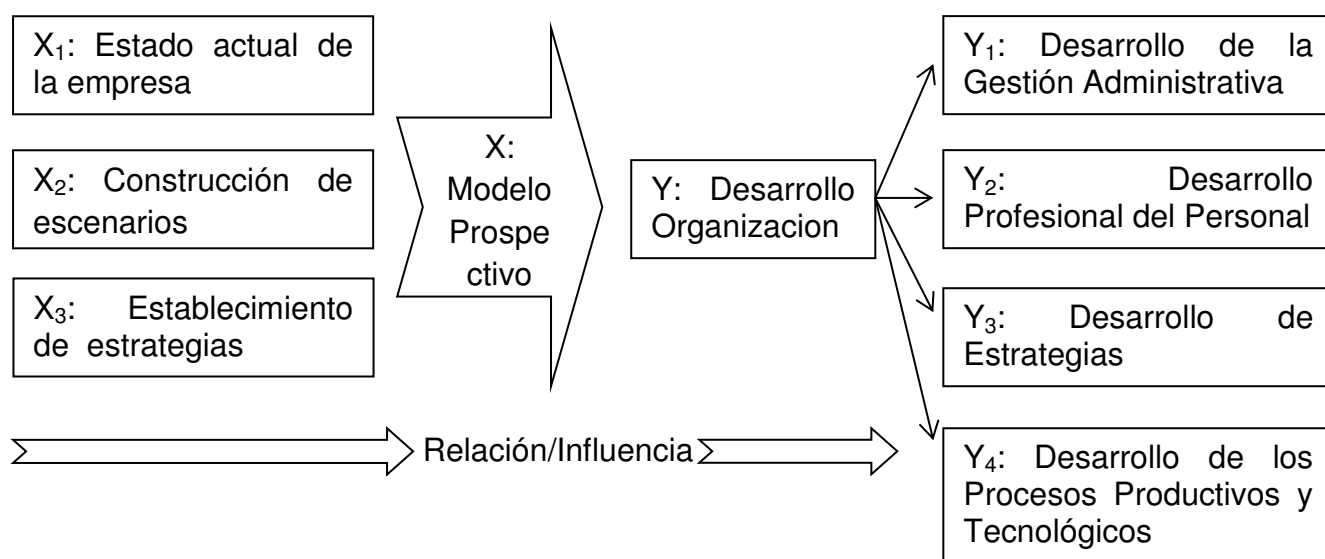 X₁: Estado actual de
la empresa
X₂: Construcción de
escenarios
X₃: Establecimiento
de estrategias
X:
Modelo
Prospe
ctivo
Y: Desarrollo
Organizacion
Y₁: Desarrollo de la
Gestión Administrativa
Y₂: Desarrollo
Profesional del Personal
Y₃: Desarrollo de
Estrategias
Y₄: Desarrollo de los
Procesos Productivos y
Tecnológicos
Relación/Influencia